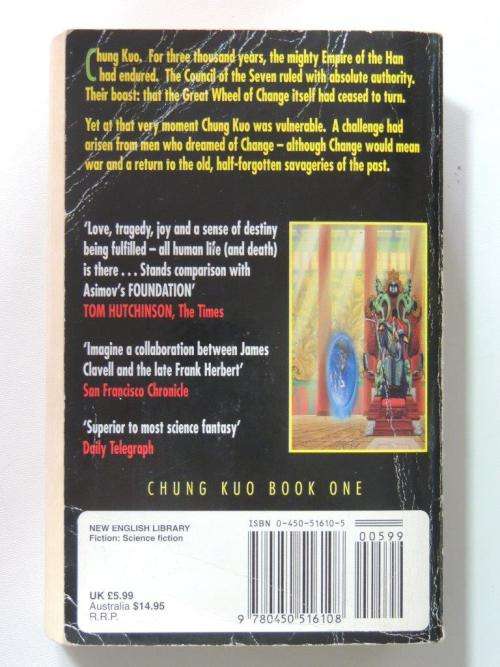 Chung Kuo. For three thousand years, the mighty Empire of the Han
had endured. The Council of the Seven ruled with absolute authority.
Their boast: that the Great Wheel of Change itself had ceased to turn.
Yet at that very moment Chung Kuo was vulnerable. A challenge had
arisen from men who dreamed of Change – although Change would mean
war and a return to the old, half-forgotten savageries of the past.
'Love, tragedy, joy and a sense of destiny
being fulfilled – all human life (and death)
is there . . . Stands comparison with
Asimov's FOUNDATION'
TOM HUTCHINSON, The Times
'Imagine a collaboration between James
Clavell and the late Frank Herbert'
San Francisco Chronicle
'Superior to most science fantasy'
Daily Telegraph
CHUNG KUO BOOK ONE
NEW ENGLISH LIBRARY
Fiction: Science fiction
UK £5.99
Australia $14.95
R.R.P.
ISBN 0-450-51610-5
00599
9 780450 516108